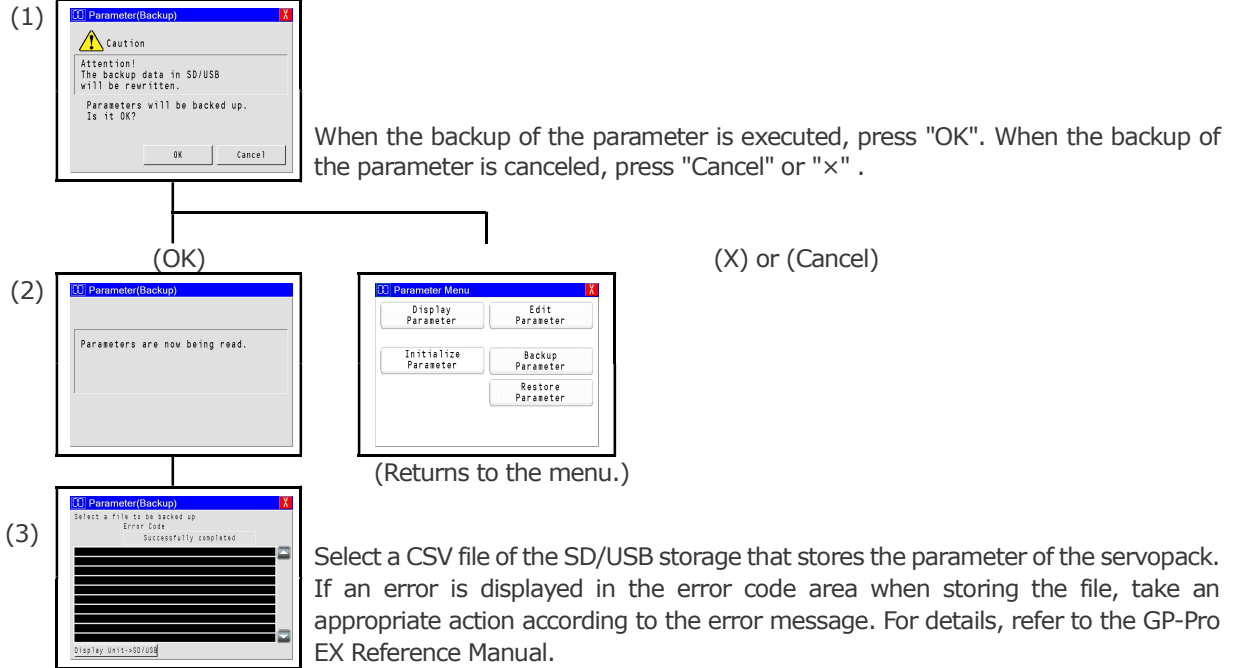 (1)
Parameter(Backup) X
Caution
Attention!
The backup data in SD/USB
will be rewritten.
Parameters will be backed up.
Is it OK?
OK Cancel
When the backup of the parameter is executed, press "OK". When the backup of
the parameter is canceled, press "Cancel" or "×" .
(OK) (X) or (Cancel)
(2)
Parameter(Backup)
Parameters are now being read.
Parameter Menu X
Display Parameter
Edit Parameter
Initialize Parameter
Backup Parameter
Restore Parameter
(Returns to the menu.)
(3)
Parameter(Backup) X
Select a file to be backed up
Error Code
Successfully completed
Display Unit->SD/USB
Select a CSV file of the SD/USB storage that stores the parameter of the servopack.
If an error is displayed in the error code area when storing the file, take an
appropriate action according to the error message. For details, refer to the GP-Pro
EX Reference Manual.